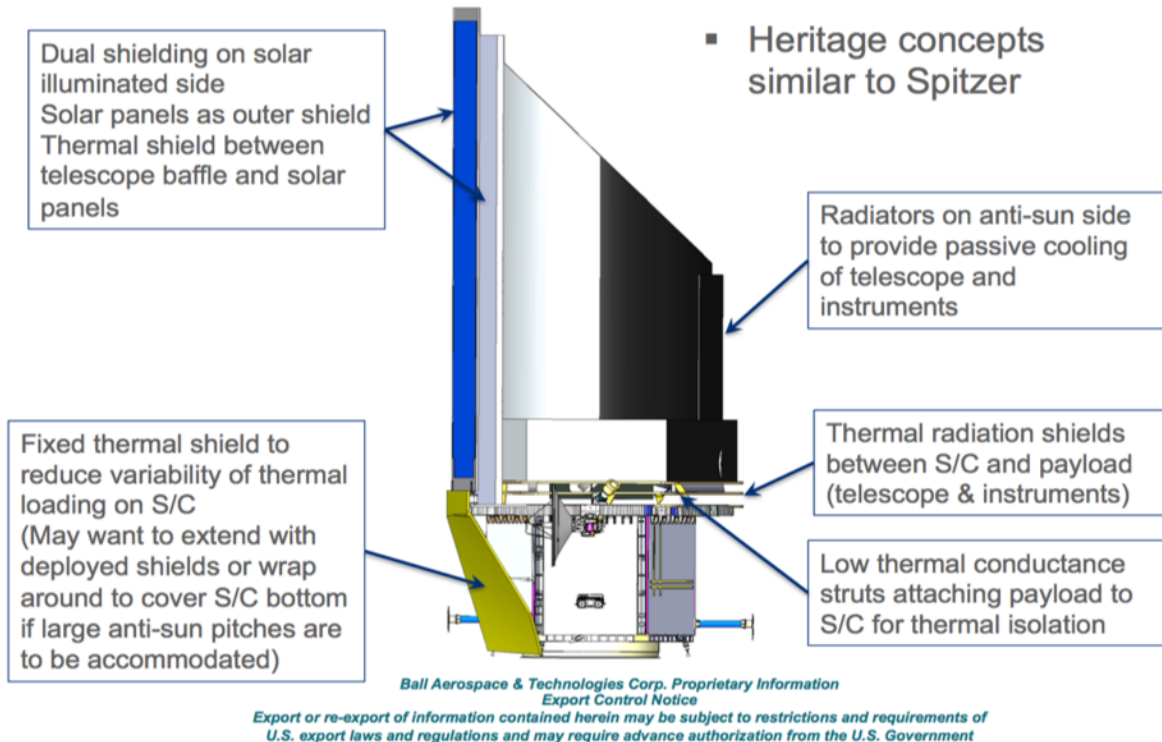 Dual shielding on solar
illuminated side
Solar panels as outer shield
Thermal shield between
telescope baffle and solar
panels
▪ Heritage concepts
similar to Spitzer
Radiators on anti-sun side
to provide passive cooling
of telescope and
instruments
Fixed thermal shield to
reduce variability of thermal
loading on S/C
(May want to extend with
deployed shields or wrap
around to cover S/C bottom
if large anti-sun pitches are
to be accommodated)
Thermal radiation shields
between S/C and payload
(telescope & instruments)
Low thermal conductance
struts attaching payload to
S/C for thermal isolation
Ball Aerospace & Technologies Corp. Proprietary Information
Export Control Notice
Export or re-export of information contained herein may be subject to restrictions and requirements of
U.S. export laws and regulations and may require advance authorization from the U.S. Government